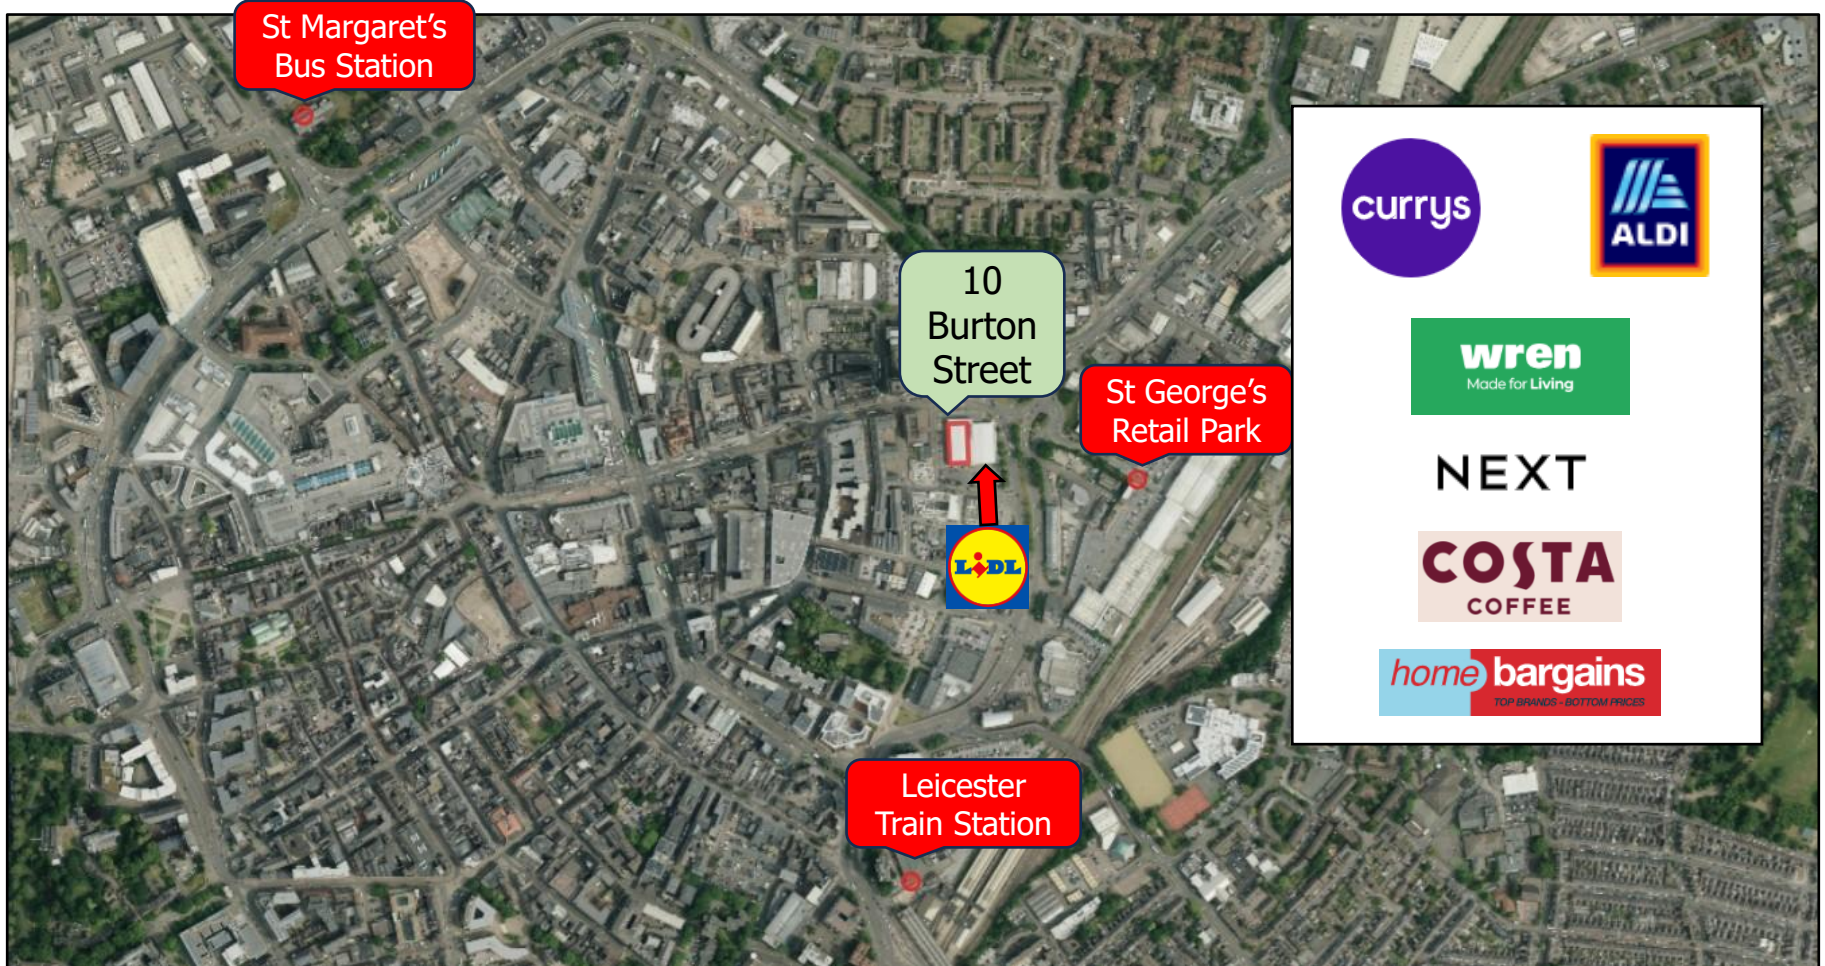 St Margaret’s
Bus Station
10
Burton
Street
St George’s
Retail Park
LIDL
Leicester
Train Station
currys
ALDI
wren
Made for Living
NEXT
COSTA
COFFEE
home bargains
TOP BRANDS - BOTTOM PRICES